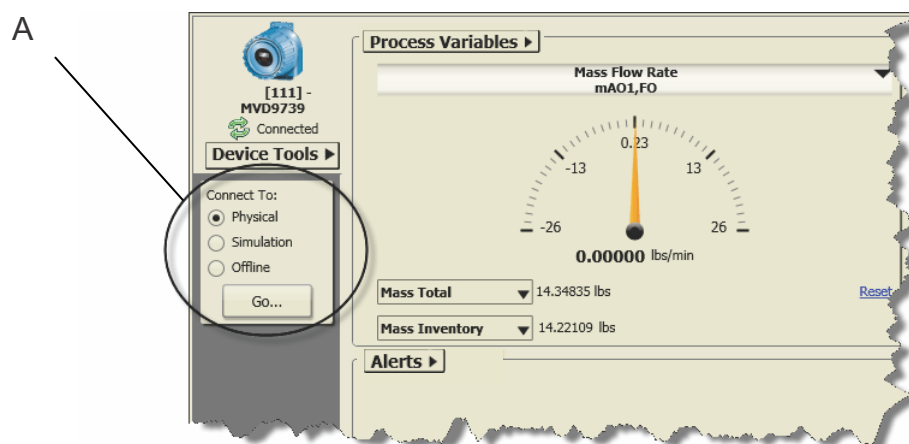 A
[111] -
MVD9739
Connected
Device Tools
Connect To:
Physical
Simulation
Offline
Go...
Process Variables
Mass Flow Rate
mAO1,FO
0.23
-13
13
-26
26
0.00000 lbs/min
Mass Total
14.34835 lbs
Reset
Mass Inventory
14.22109 lbs
Alerts